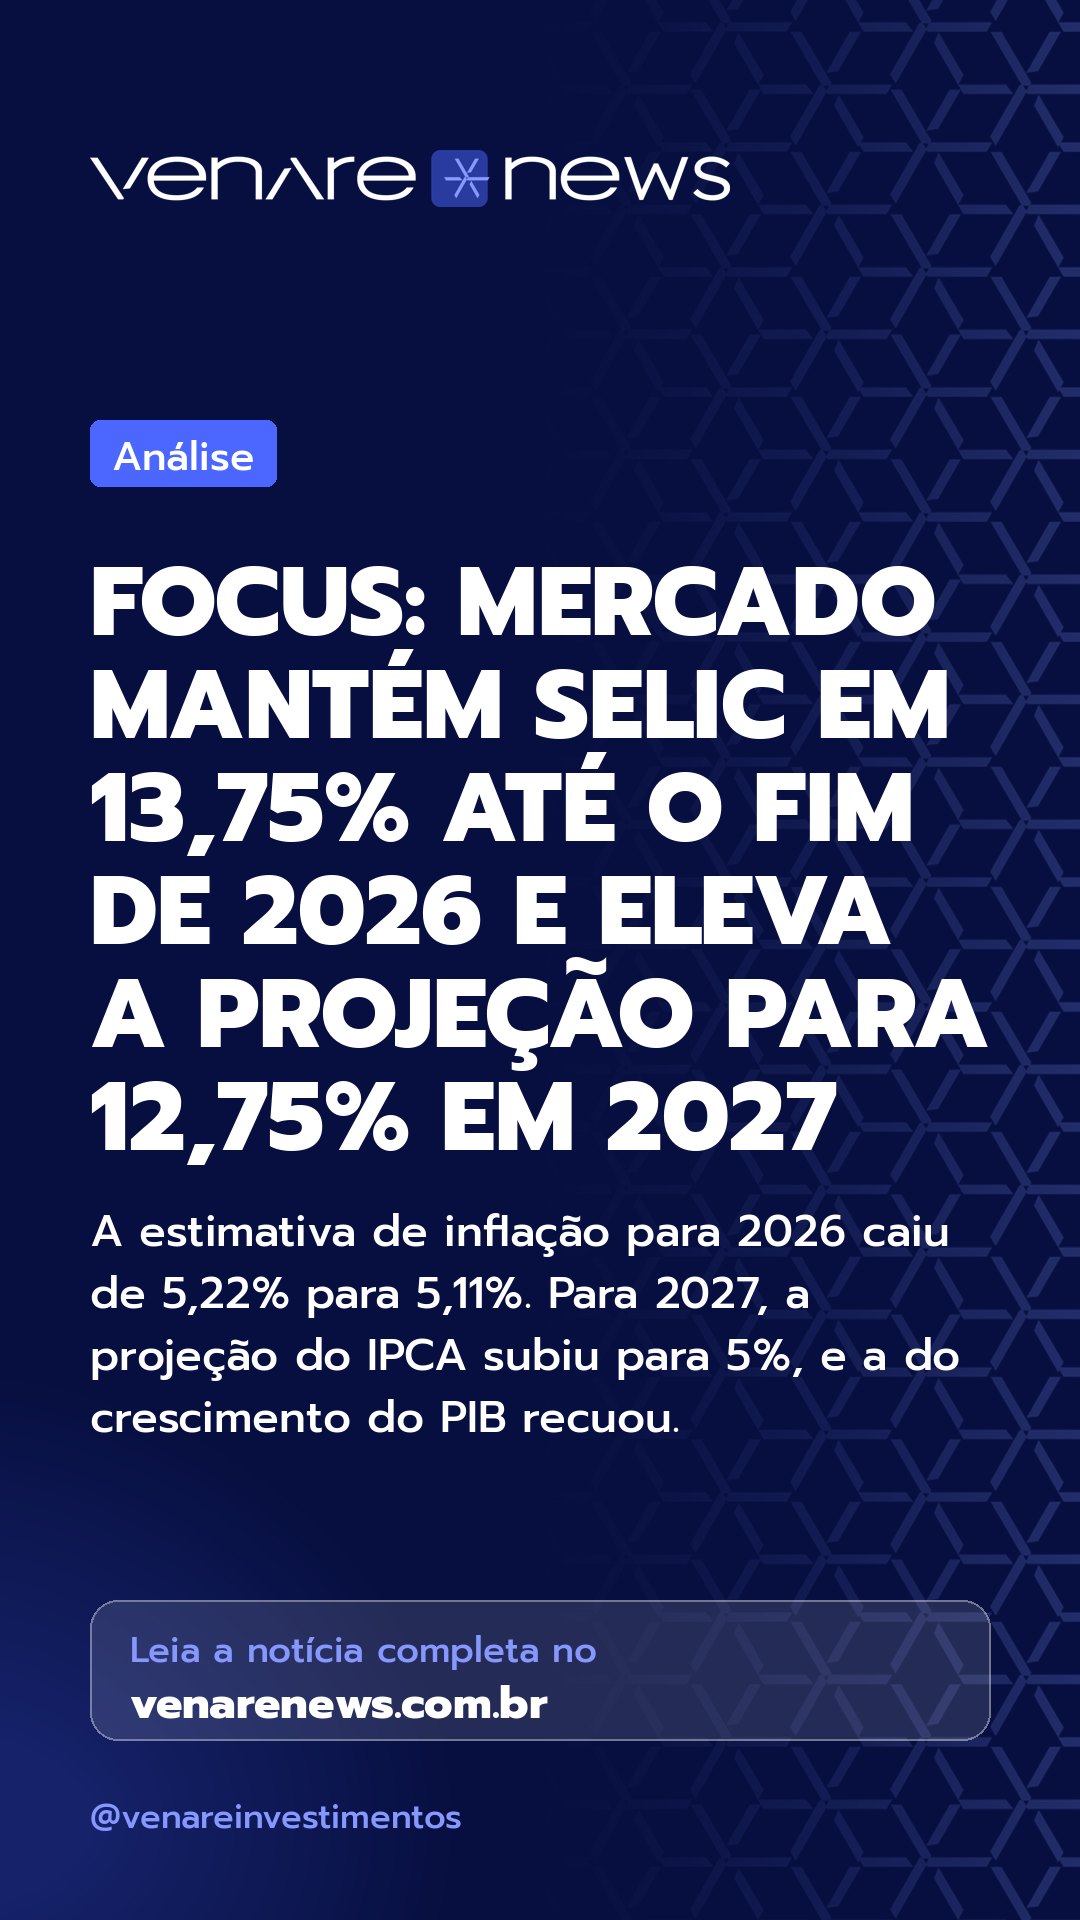 venare news
Análise
FOCUS: MERCADO
MANTÉM SELIC EM
13,75% ATÉ O FIM
DE 2026 E ELEVA
A PROJEÇÃO PARA
12,75% EM 2027
A estimativa de inflação para 2026 caiu
de 5,22% para 5,11%. Para 2027, a
projeção do IPCA subiu para 5%, e a do
crescimento do PIB recuou.
Leia a notícia completa no
venarenews.com.br
@venareinvestimentos